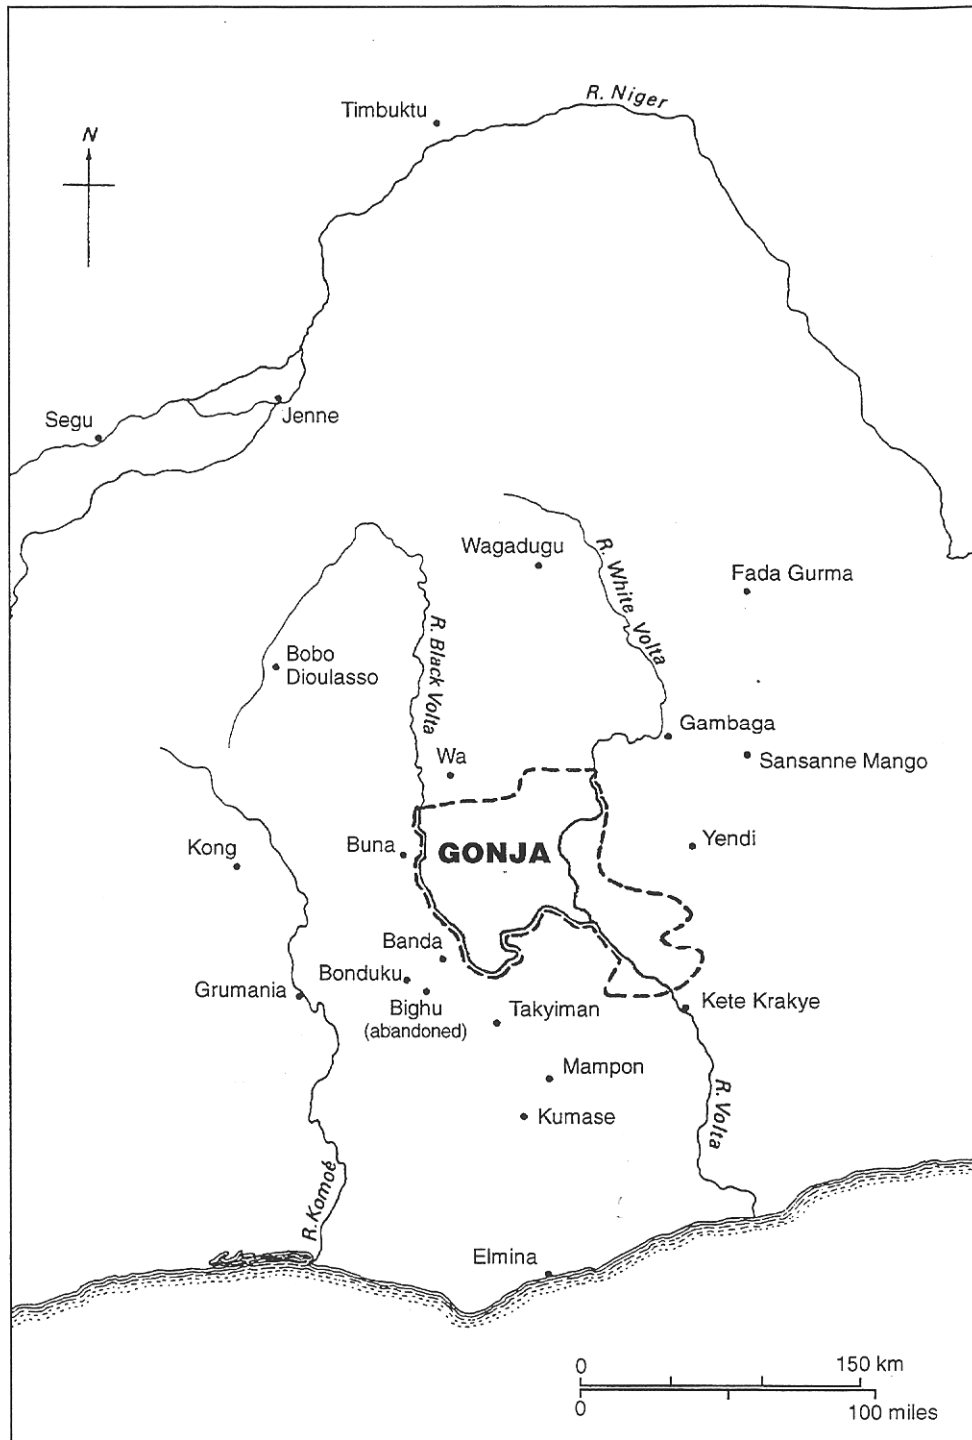 R. Niger
Timbuktu
N
Segu
Jenne
Wagadugu
R. White Volta
Fada Gurma
R. Black Volta
Bobo
Dioulasso
Gambaga
Wa
Sansanne Mango
Kong
Buna
GONJA
Yendi
Banda
Bonduku
Grumania
Bighu
(abandoned)
Takyiman
Kete Krakye
Mampon
Kumase
R. Volta
R. Komoé
Elmina
0
150 km
0
100 miles